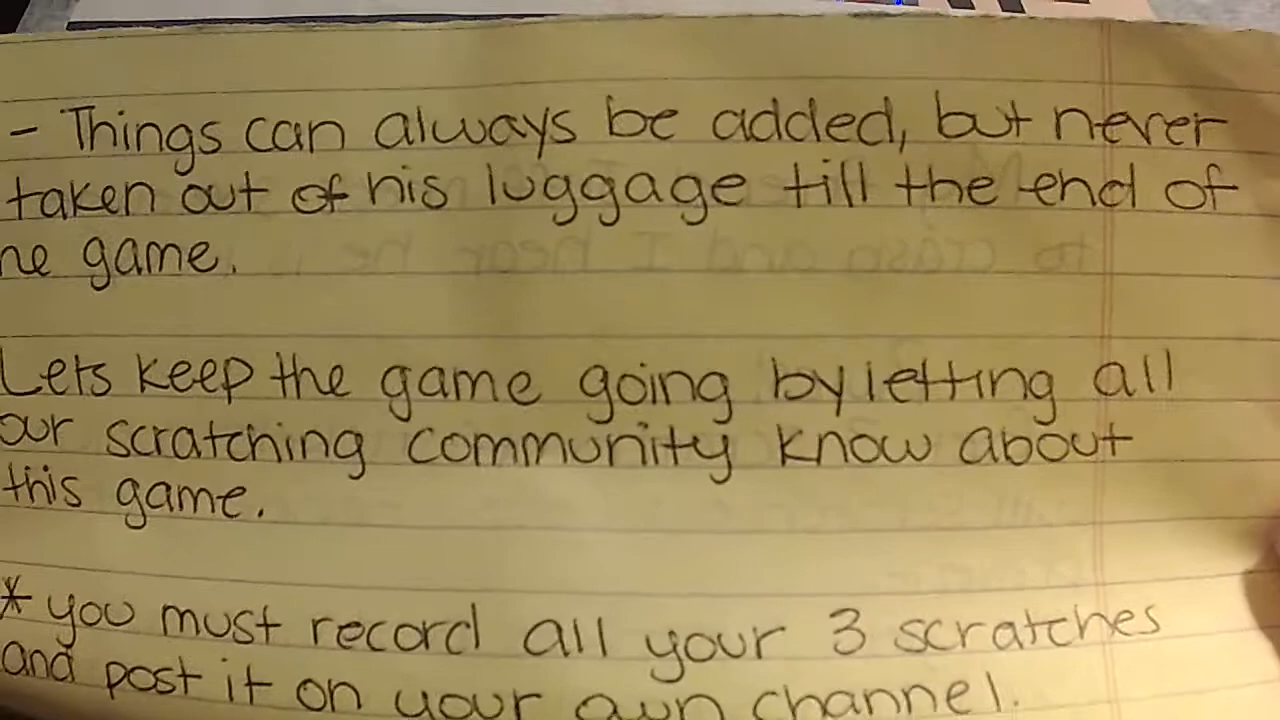 - Things can always be added, but never
taken out of his luggage till the end of
he game.
Lets keep the game going by letting all
our scratching community know about
this game.
* you must record all your 3 scratches
and post it on your own channel.